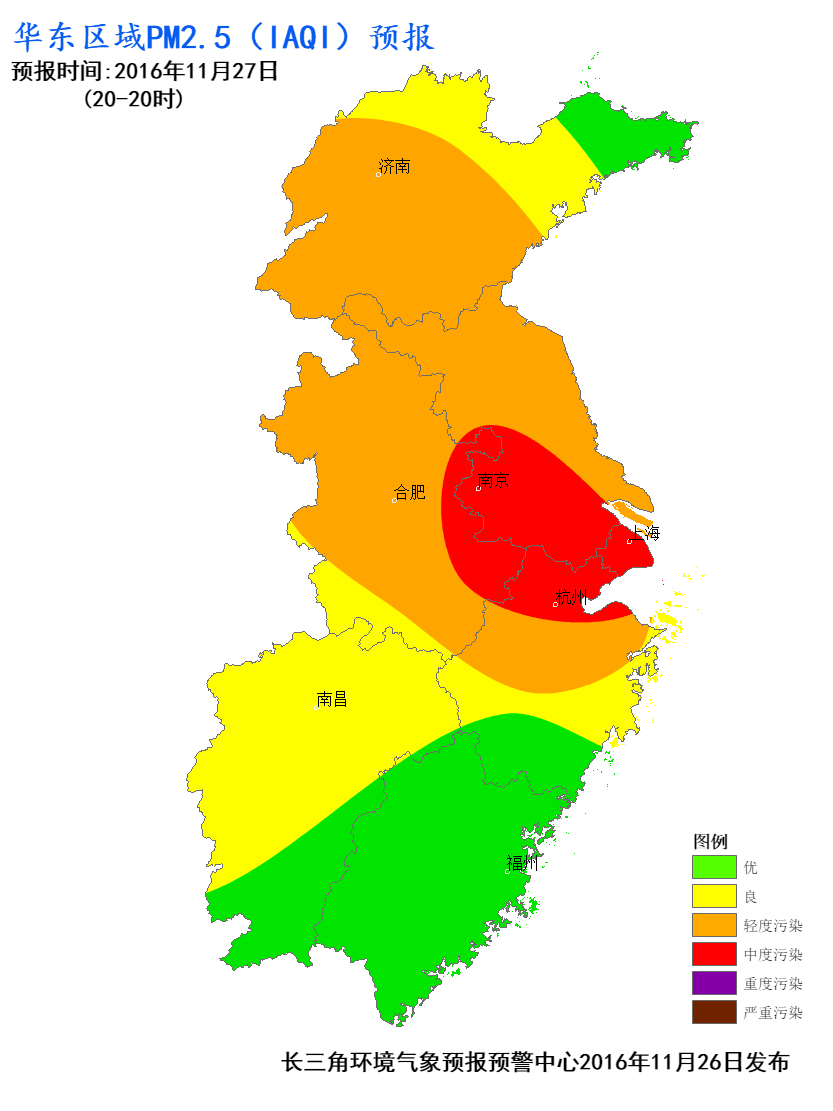 华东区域PM2.5（IAQI）预报
预报时间:2016年11月27日
(20-20时)
济南
南京
合肥
上海
杭州
南昌
福州
图例
优
良
轻度污染
中度污染
重度污染
严重污染
长三角环境气象预报预警中心2016年11月26日发布